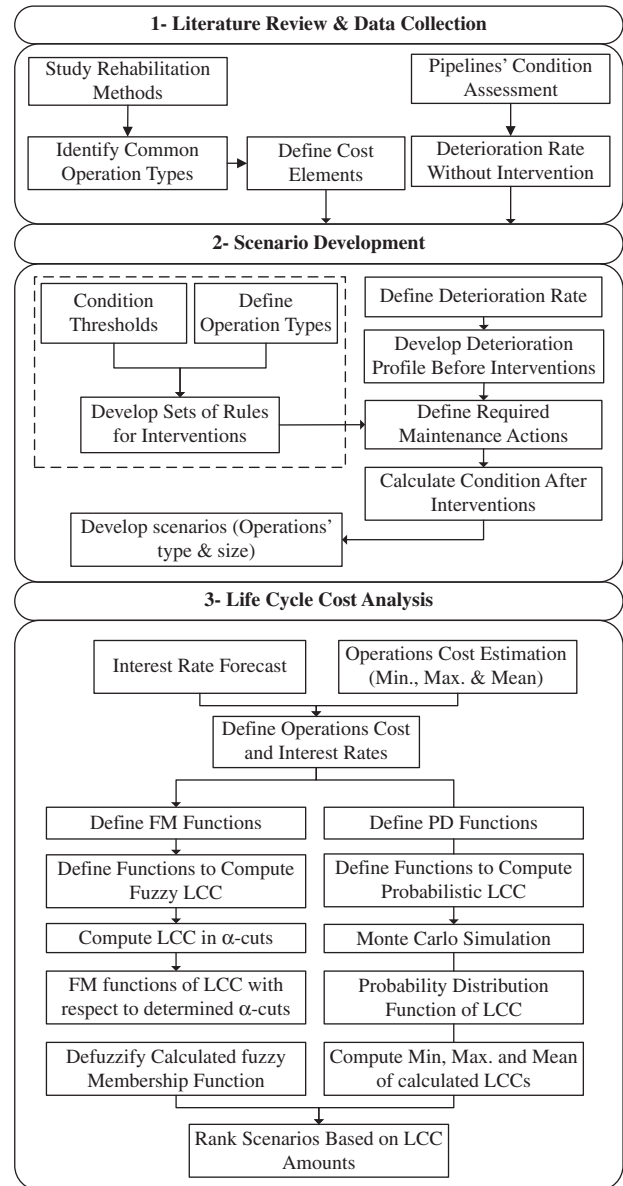 1- Literature Review & Data Collection
Study Rehabilitation
Methods
Pipelines’ Condition
Assessment
Identify Common
Operation Types
Define Cost
Elements
Deterioration Rate
Without Intervention
2- Scenario Development
Condition
Thresholds
Define
Operation Types
Define Deterioration Rate
Develop Deterioration
Profile Before Interventions
Develop Sets of Rules
for Interventions
Define Required
Maintenance Actions
Calculate Condition After
Interventions
Develop scenarios (Operations’
type & size)
3- Life Cycle Cost Analysis
Interest Rate Forecast
Operations Cost Estimation
(Min., Max. & Mean)
Define Operations Cost
and Interest Rates
Define FM Functions
Define PD Functions
Define Functions to Compute
Fuzzy LCC
Define Functions to Compute
Probabilistic LCC
Compute LCC in α-cuts
Monte Carlo Simulation
FM functions of LCC with
respect to determined α-cuts
Probability Distribution
Function of LCC
Defuzzify Calculated fuzzy
Membership Function
Compute Min, Max. and Mean
of calculated LCCs
Rank Scenarios Based on LCC
Amounts